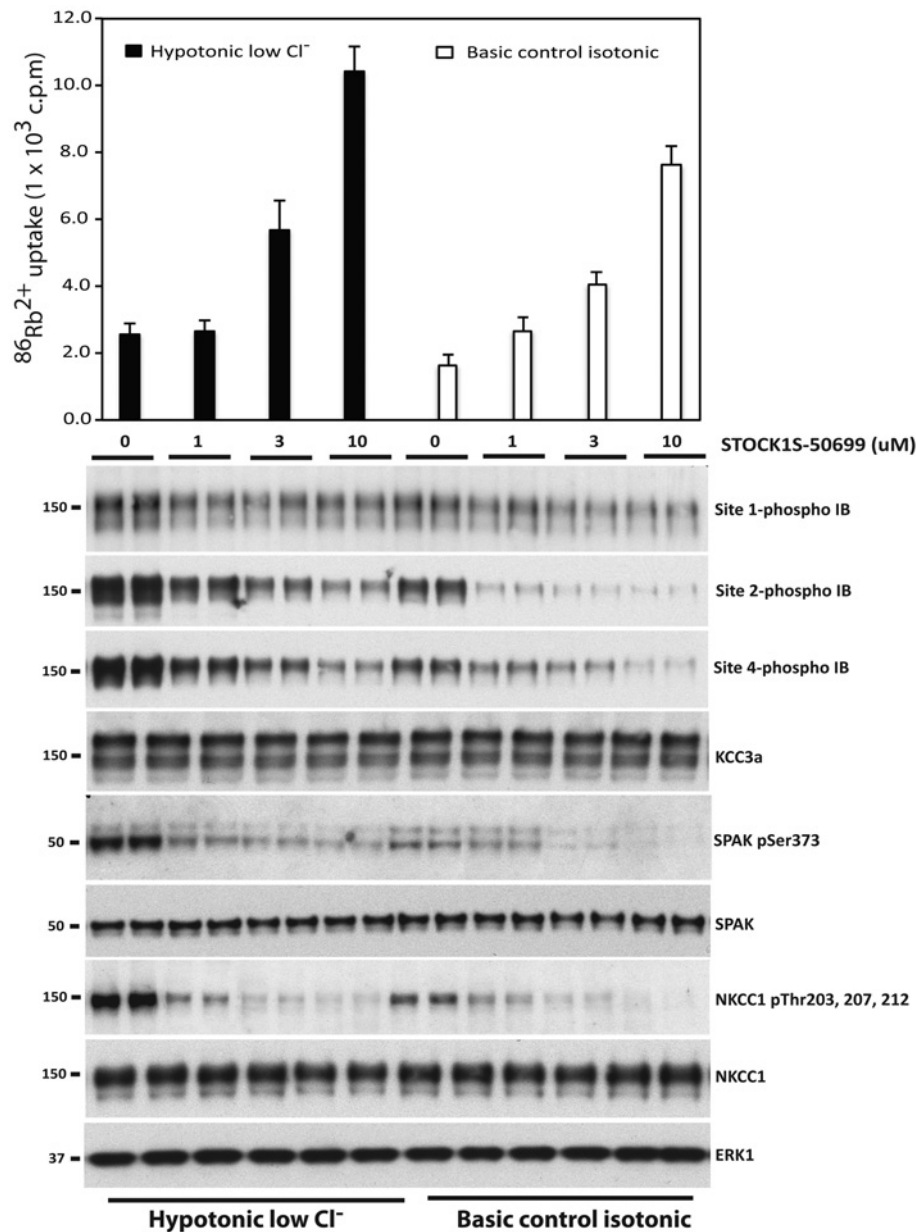 12.0
Hypotonic low Cl⁻
Basic control isotonic
10.0
8.0
6.0
4.0
2.0
0.0
⁸⁶Rb²⁺ uptake (1 x 10³ c.p.m)
0 1 3 10 0 1 3 10 STOCK1S-50699 (uM)
150 Site 1-phospho IB
150 Site 2-phospho IB
150 Site 4-phospho IB
150 KCC3a
50 SPAK pSer373
50 SPAK
150 NKCC1 pThr203, 207, 212
150 NKCC1
37 ERK1
Hypotonic low Cl⁻ Basic control isotonic